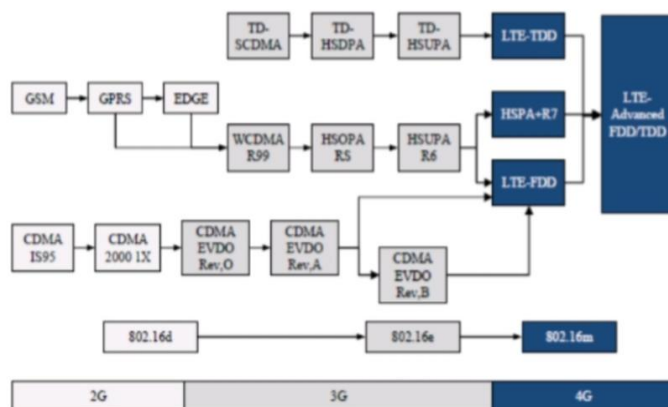 TD-
SCDMA
TD-
HSDPA
TD-
HSUPA
LTE-TDD
GSM
GPRS
EDGE
HSPA+R7
LTE-
Advanced
FDD/TDD
WCDMA
R99
HSOPA
RS
HSUPA
R6
LTE-FDD
CDMA
IS95
CDMA
2000 1X
CDMA
EVDO
Rev,O
CDMA
EVDO
Rev,A
CDMA
EVDO
Rev,B
802.16d
802.16e
802.16m
2G
3G
4G